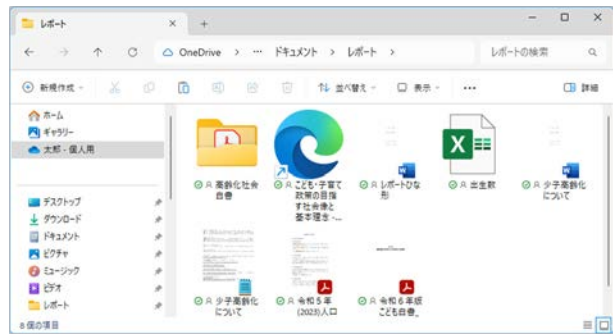 レポート
OneDrive > … ドキュメント > レポート >
レポートの検索
新規作成
並べ替え
表示
…
詳細
ホーム
ギャラリー
太郎 - 個人用
デスクトップ
ダウンロード
ドキュメント
ピクチャ
ミュージック
ビデオ
レポート
高齢化社会
白書
こども・子育て
政策の目指
す社会像と
基本理念 -...
レポートひな
形
出生数
少子高齢化
について
少子高齢化
について
令和5年
(2023)人口
令和6年版
こども白書_
8 個の項目